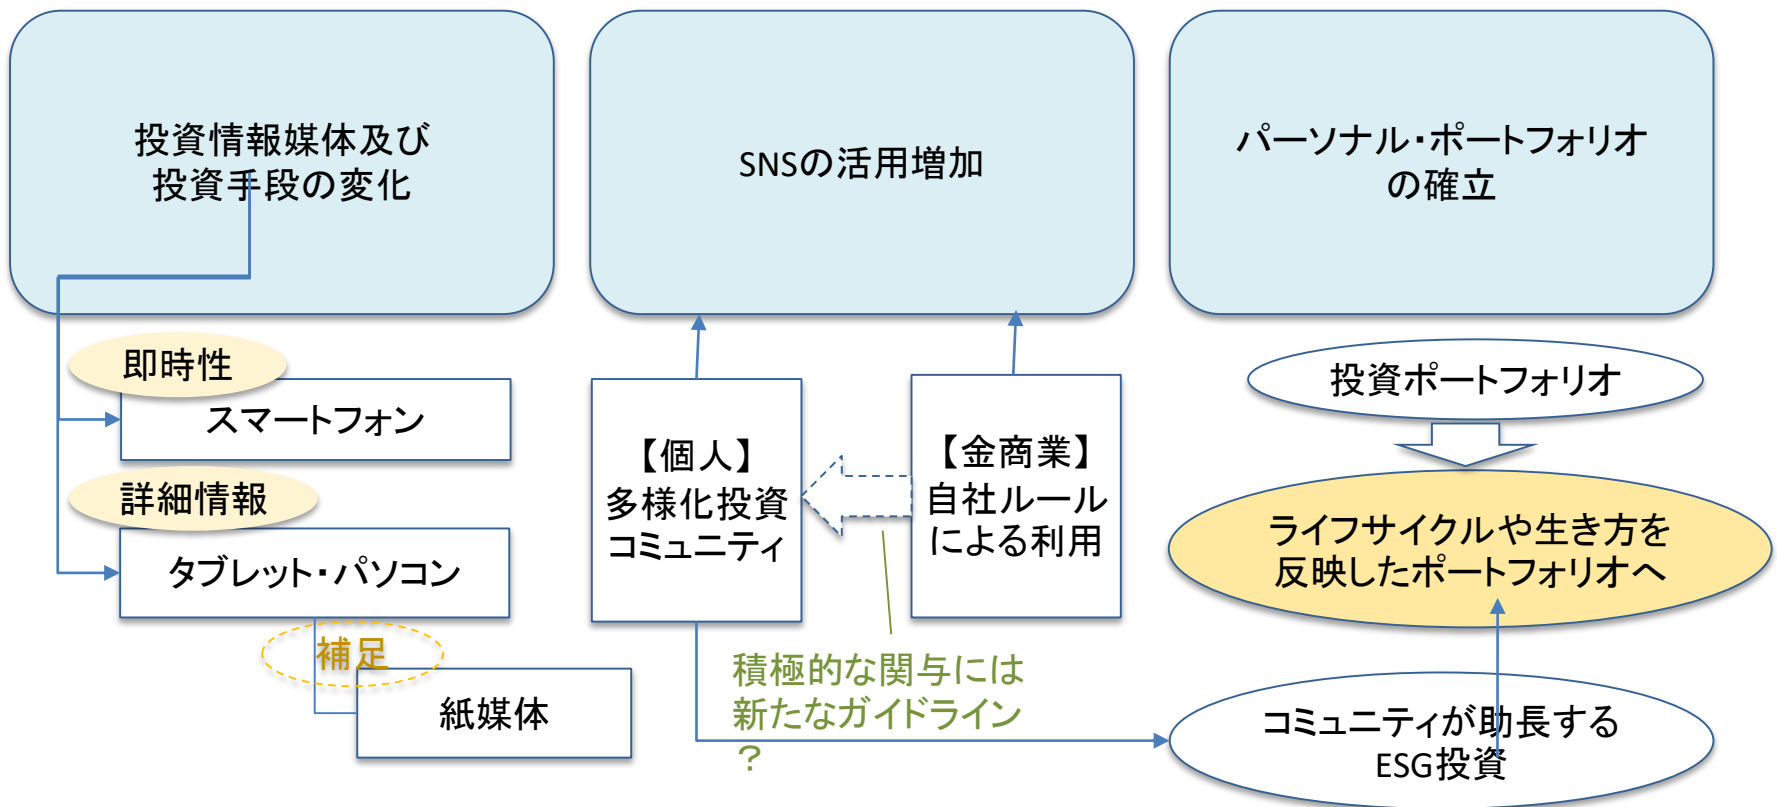 投資情報媒体及び
投資手段の変化
SNSの活用増加
パーソナル・ポートフォリオ
の確立
即時性
スマートフォン
詳細情報
タブレット・パソコン
補足
紙媒体
【個人】
多様化投資
コミュニティ
【金商業】
自社ルール
による利用
積極的な関与には
新たなガイドライン
？
投資ポートフォリオ
ライフサイクルや生き方を
反映したポートフォリオへ
コミュニティが助長する
ESG投資